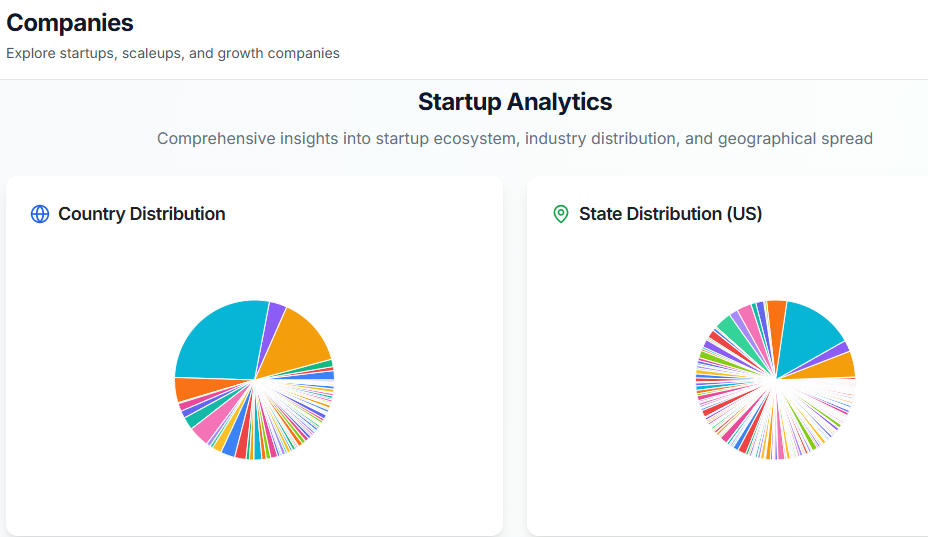 Companies
Explore startups, scaleups, and growth companies
Startup Analytics
Comprehensive insights into startup ecosystem, industry distribution, and geographical spread
Country Distribution
State Distribution (US)